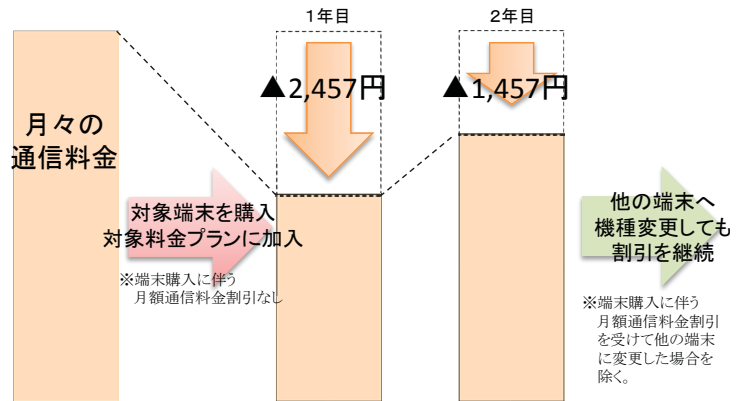 1年目
2年目
▲2,457円
▲1,457円
月々の
通信料金
対象端末を購入
対象料金プランに加入
※端末購入に伴う
月額通信料金割引なし
他の端末へ
機種変更しても
割引を継続
※端末購入に伴う
月額通信料金割引
を受けて他の端末
に変更した場合を
除く。